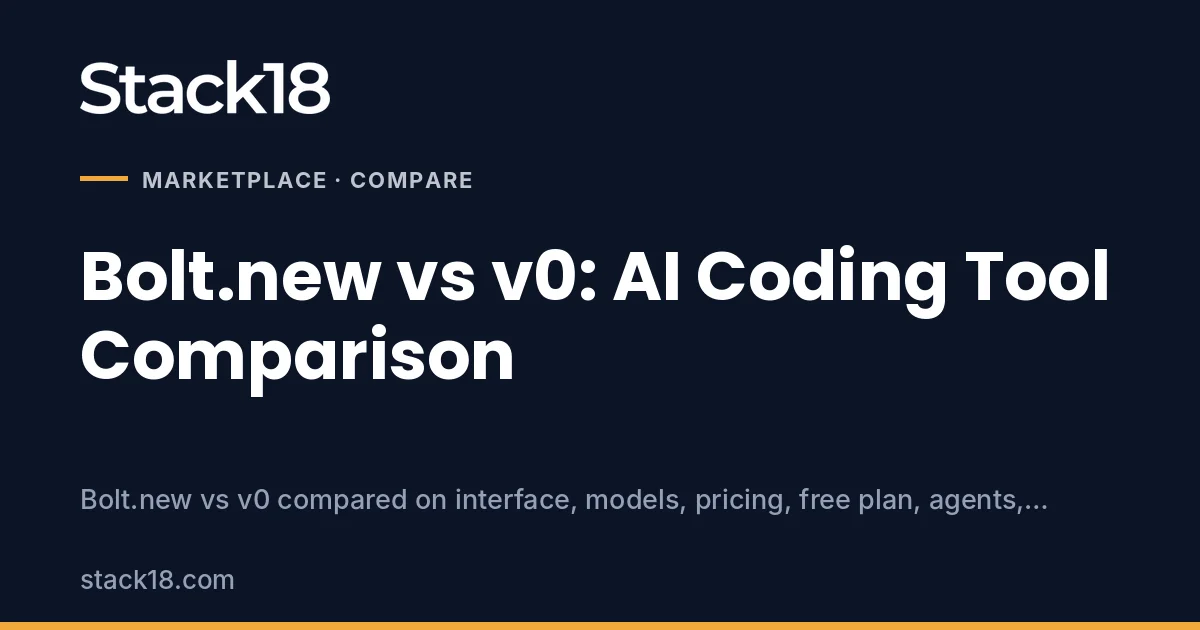 Stack18
MARKETPLACE · COMPARE
Bolt.new vs v0: AI Coding Tool
Comparison
Bolt.new vs v0 compared on interface, models, pricing, free plan, agents,...
stack18.com